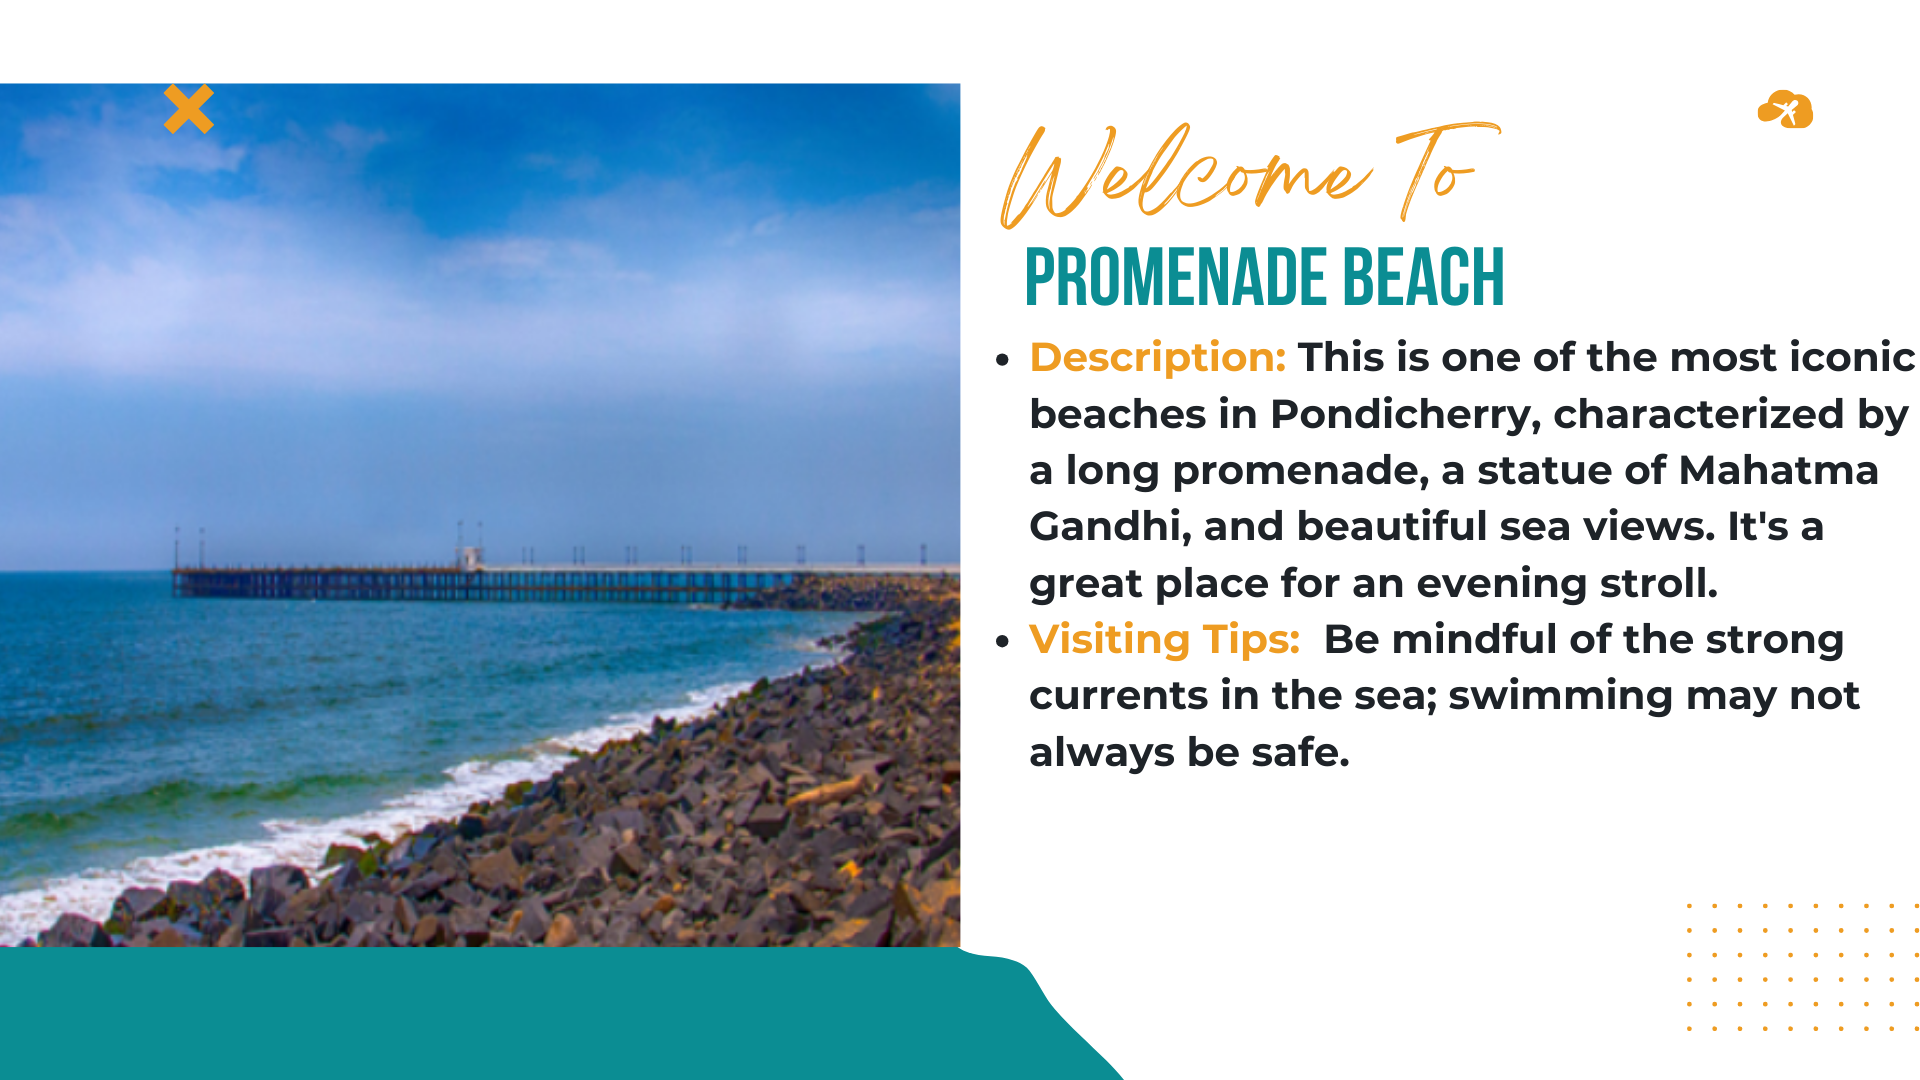 Welcome To
PROMENADE BEACH
• Description: This is one of the most iconic
beaches in Pondicherry, characterized by
a long promenade, a statue of Mahatma
Gandhi, and beautiful sea views. It's a
great place for an evening stroll.
• Visiting Tips:  Be mindful of the strong
currents in the sea; swimming may not
always be safe.